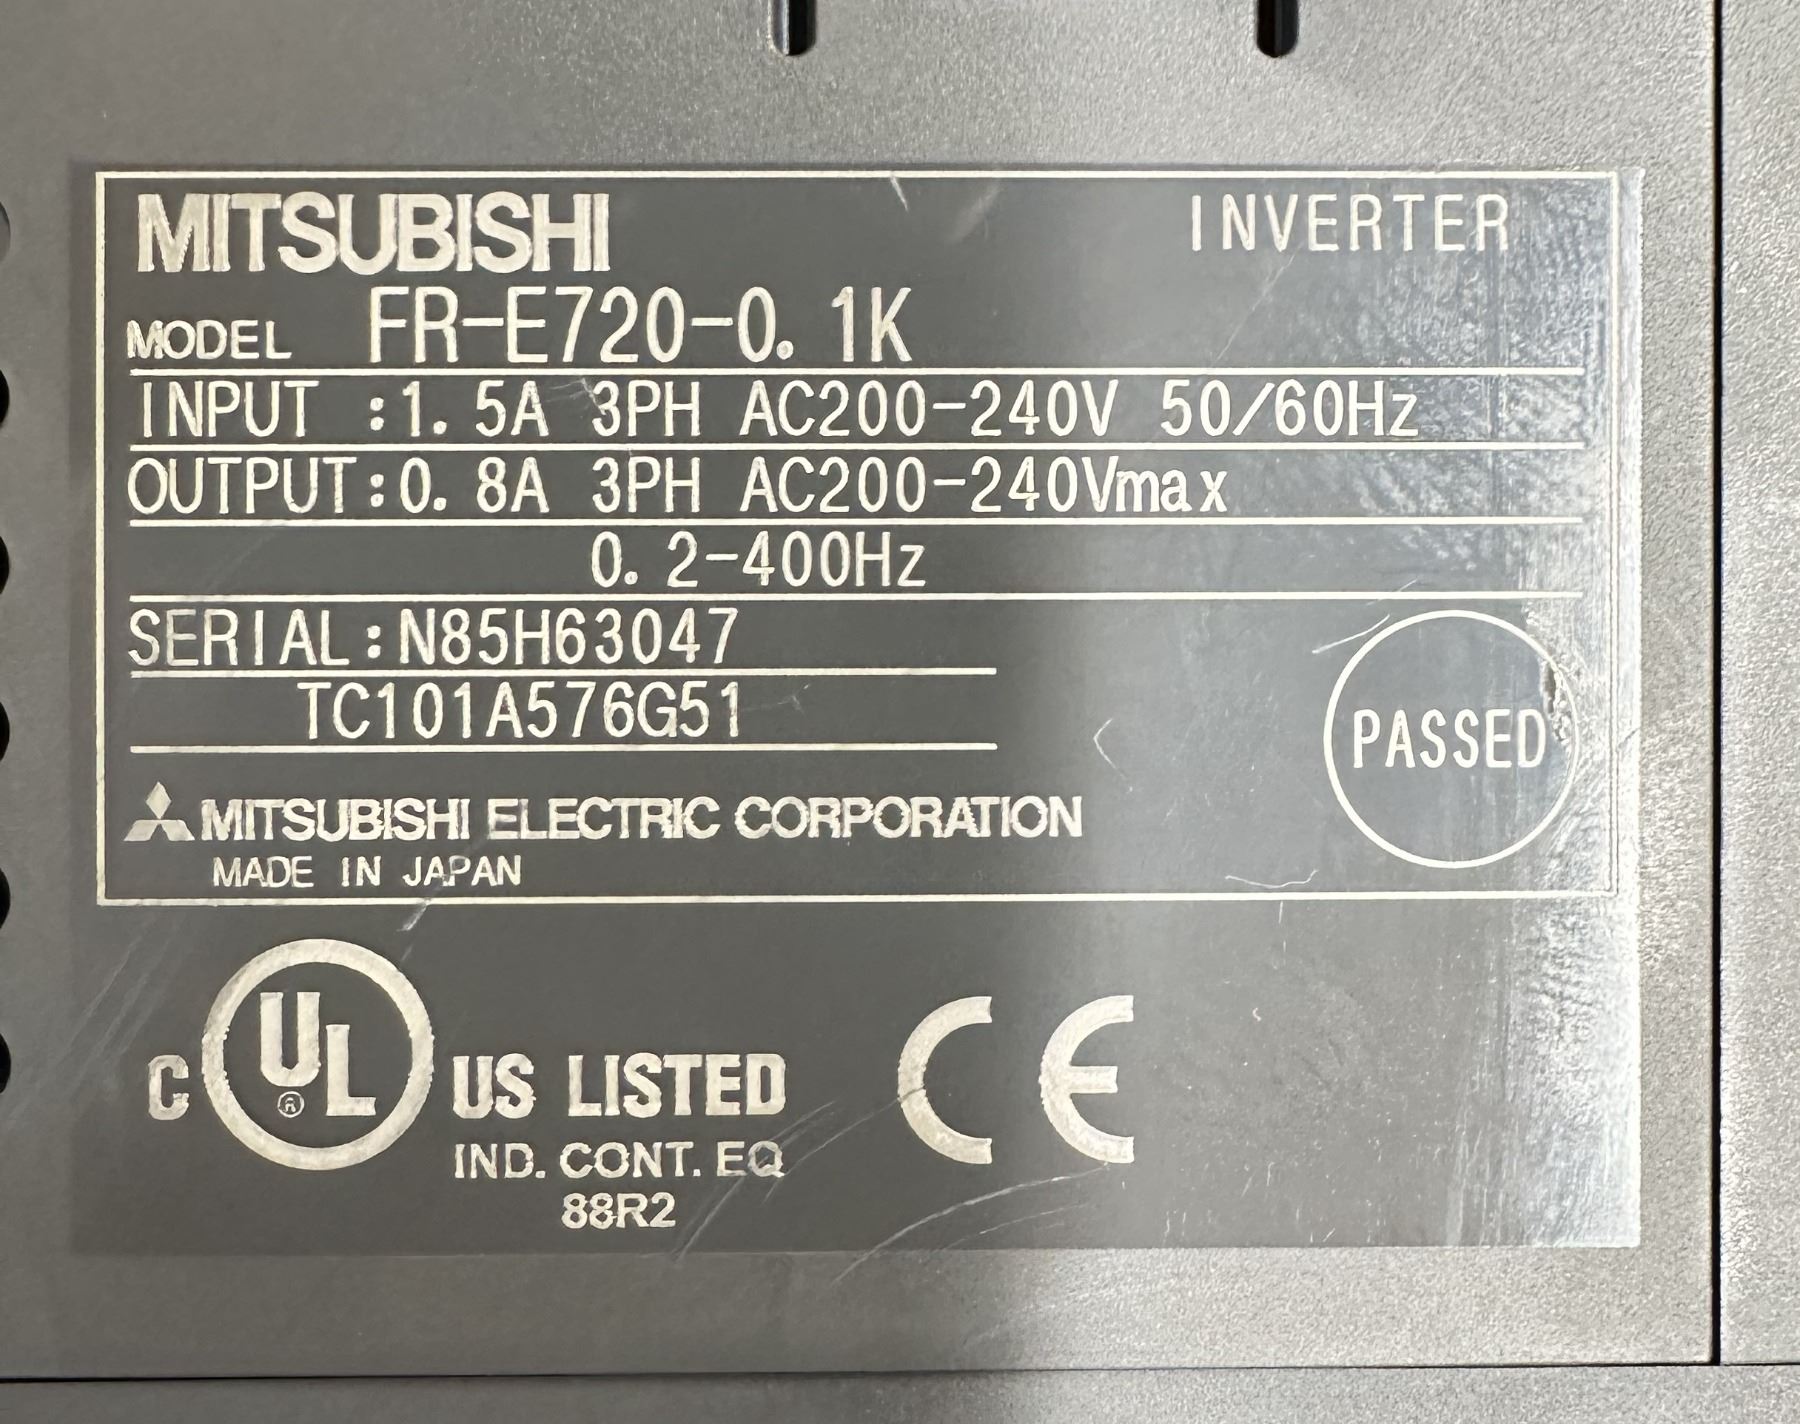 MITSUBISHI INVERTER
MODEL FR-E720-0.1K
INPUT :1.5A 3PH AC200-240V 50/60Hz
OUTPUT:0.8A 3PH AC200-240Vmax
0.2-400Hz
SERIAL:N85H63047
TC101A576G51
PASSED
MITSUBISHI ELECTRIC CORPORATION
MADE IN JAPAN
C UL ® US LISTED
IND. CONT. EQ
88R2
CE